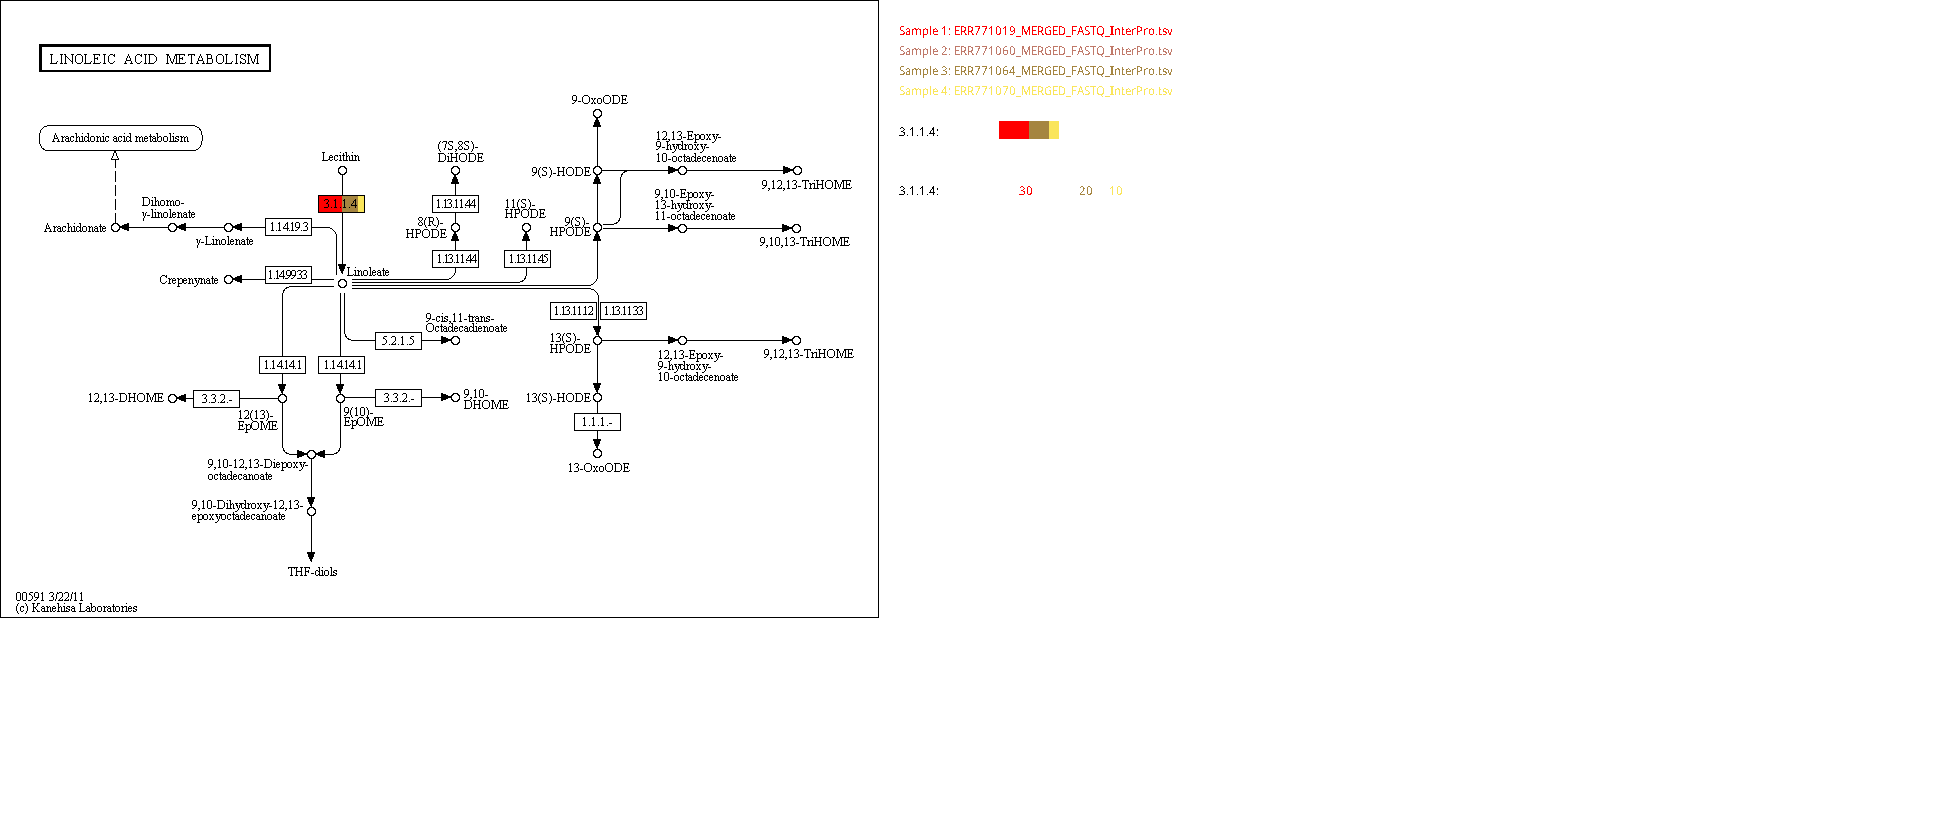 LINOLEIC ACID METABOLISM
Sample 1: ERR771019_MERGED_FASTQ_InterPro.tsv
Sample 2: ERR771060_MERGED_FASTQ_InterPro.tsv
Sample 3: ERR771064_MERGED_FASTQ_InterPro.tsv
Sample 4: ERR771070_MERGED_FASTQ_InterPro.tsv
3.1.1.4:
3.1.1.4: 30 20 10
9-OxoODE
Arachidonic acid metabolism
Lecithin
(7S,8S)-
DiHODE
12,13-Epoxy-
9-hydroxy-
10-octadecenoate
9(S)-HODE
9,12,13-TriHOME
3.1.1.4
1.13.11.44
Dihomo-
γ-linolenate
11(S)-
HPODE
9,10-Epoxy-
13-hydroxy-
11-octadecenoate
Arachidonate
γ-Linolenate
1.14.19.3
8(R)-
HPODE
9(S)-
HPODE
9,10,13-TriHOME
1.13.11.44
1.13.11.45
Crepenynate
1.14.99.33
Linoleate
1.13.11.12
1.13.11.33
9-cis,11-trans-
Octadecadienoate
5.2.1.5
13(S)-
HPODE
12,13-Epoxy-
9-hydroxy-
10-octadecenoate
9,12,13-TriHOME
1.14.14.1
1.14.14.1
12,13-DHOME
3.3.2.-
12(13)-
EpOME
9(10)-
EpOME
3.3.2.-
9,10-
DHOME
13(S)-HODE
1.1.1.-
13-OxoODE
9,10-12,13-Diepoxy-
octadecanoate
9,10-Dihydroxy-12,13-
epoxyoctadecanoate
THF-diols
00591 3/22/11
(c) Kanehisa Laboratories